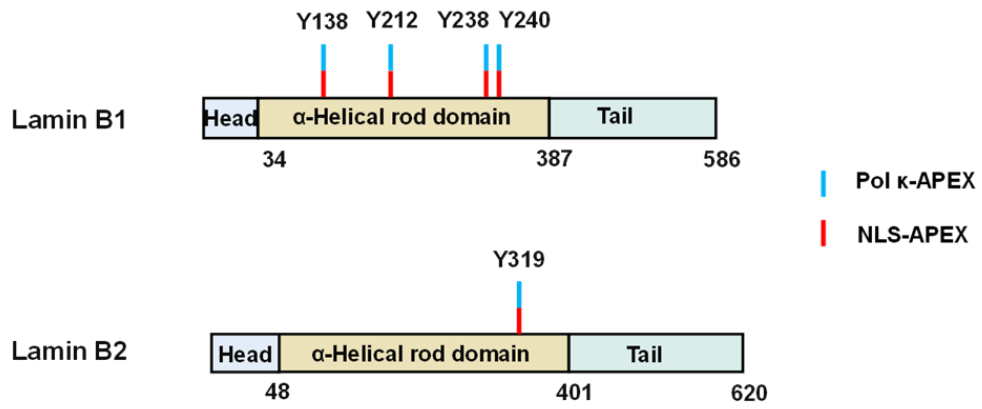 Y138 Y212 Y238 Y240
Lamin B1 Head α-Helical rod domain Tail
34 387 586
Pol κ-APEX
NLS-APEX
Y319
Lamin B2 Head α-Helical rod domain Tail
48 401 620